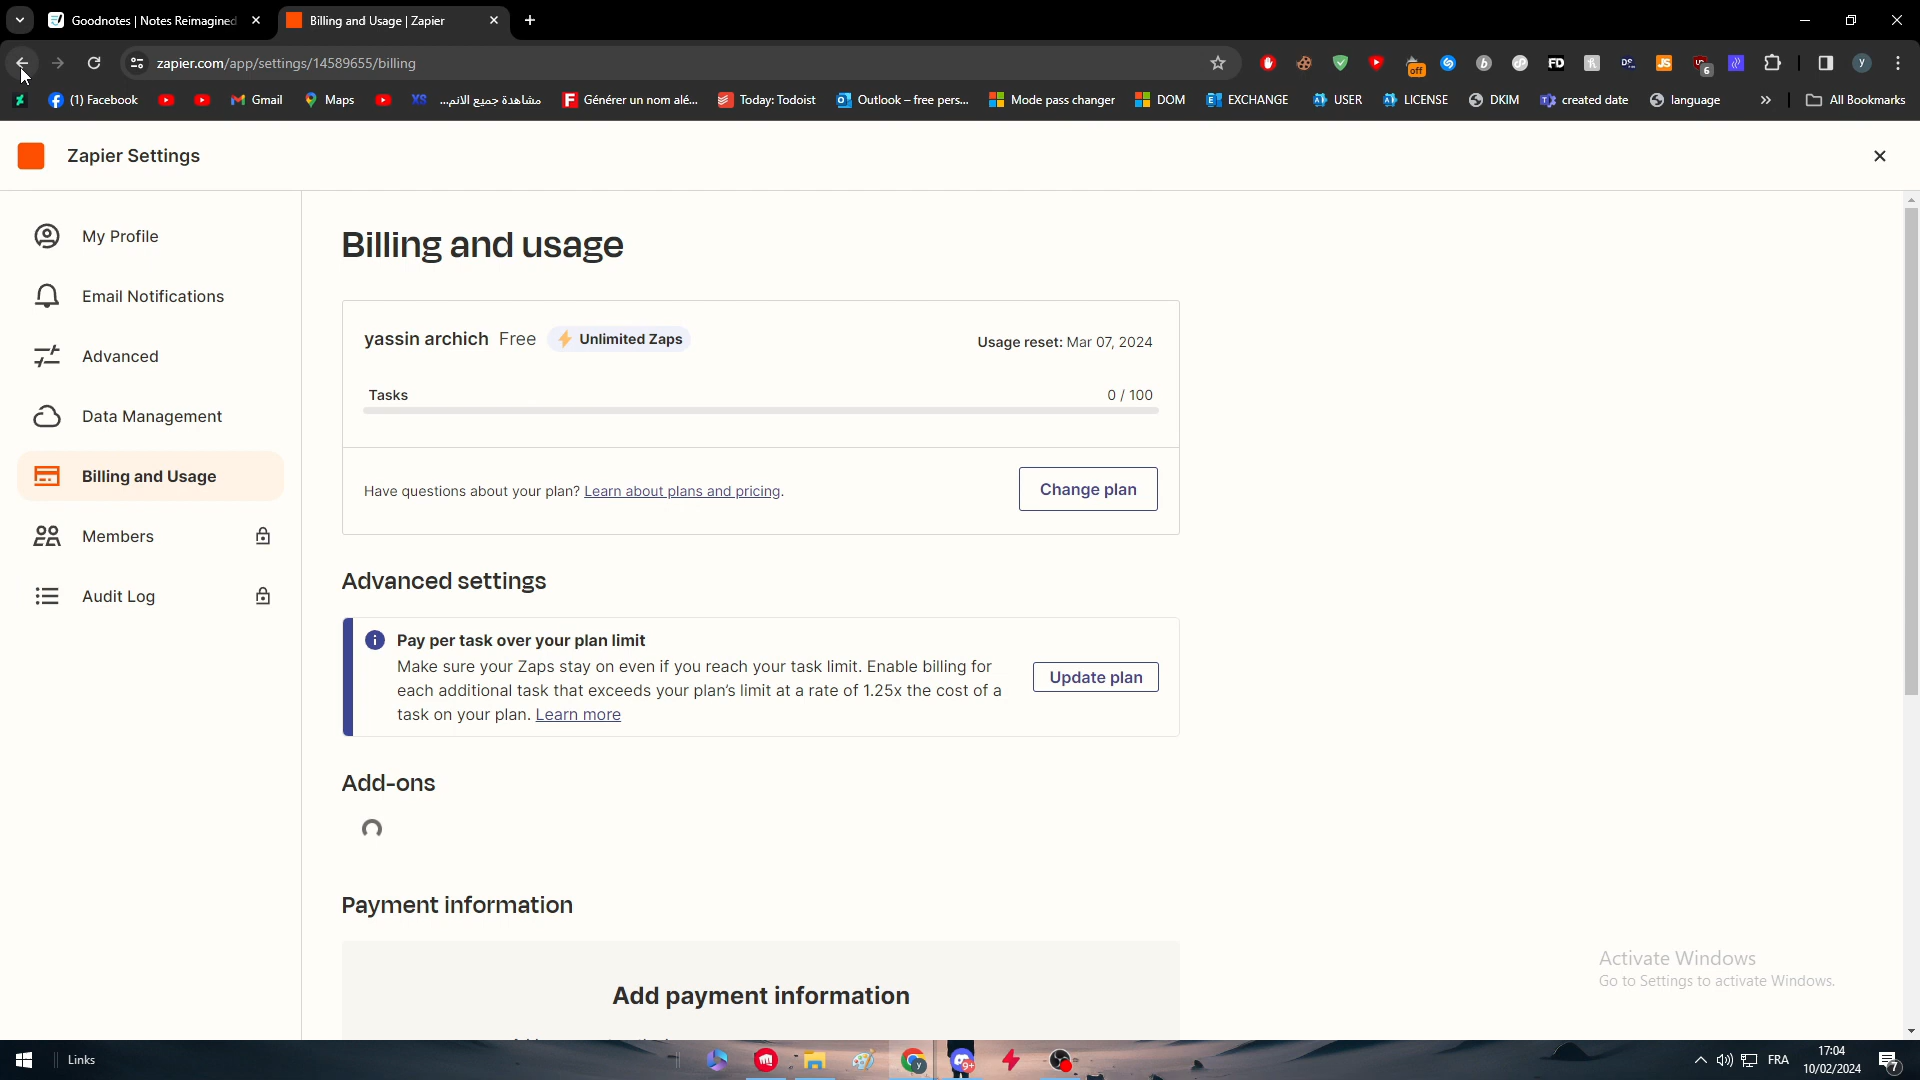 Goodnotes | Notes Reimagined
Billing and Usage | Zapier
zapier.com/app/settings/14589655/billing
off
FD
JS
6
y
(1) Facebook
Gmail
Maps
XS
مشاهدة جميع الانم...
Générer un nom alé...
Today: Todoist
Outlook – free pers...
Mode pass changer
DOM
EXCHANGE
USER
LICENSE
DKIM
created date
language
»
All Bookmarks
Zapier Settings
My Profile
Email Notifications
Advanced
Data Management
Billing and Usage
Members
Audit Log
Billing and usage
yassin archich Free Unlimited Zaps
Usage reset: Mar 07, 2024
Tasks
0 / 100
Have questions about your plan? Learn about plans and pricing.
Change plan
Advanced settings
Pay per task over your plan limit
Make sure your Zaps stay on even if you reach your task limit. Enable billing for
each additional task that exceeds your plan's limit at a rate of 1.25x the cost of a
task on your plan. Learn more
Update plan
Add-ons
Payment information
Add payment information
Activate Windows
Go to Settings to activate Windows.
Links
FRA
17:04
10/02/2024
7